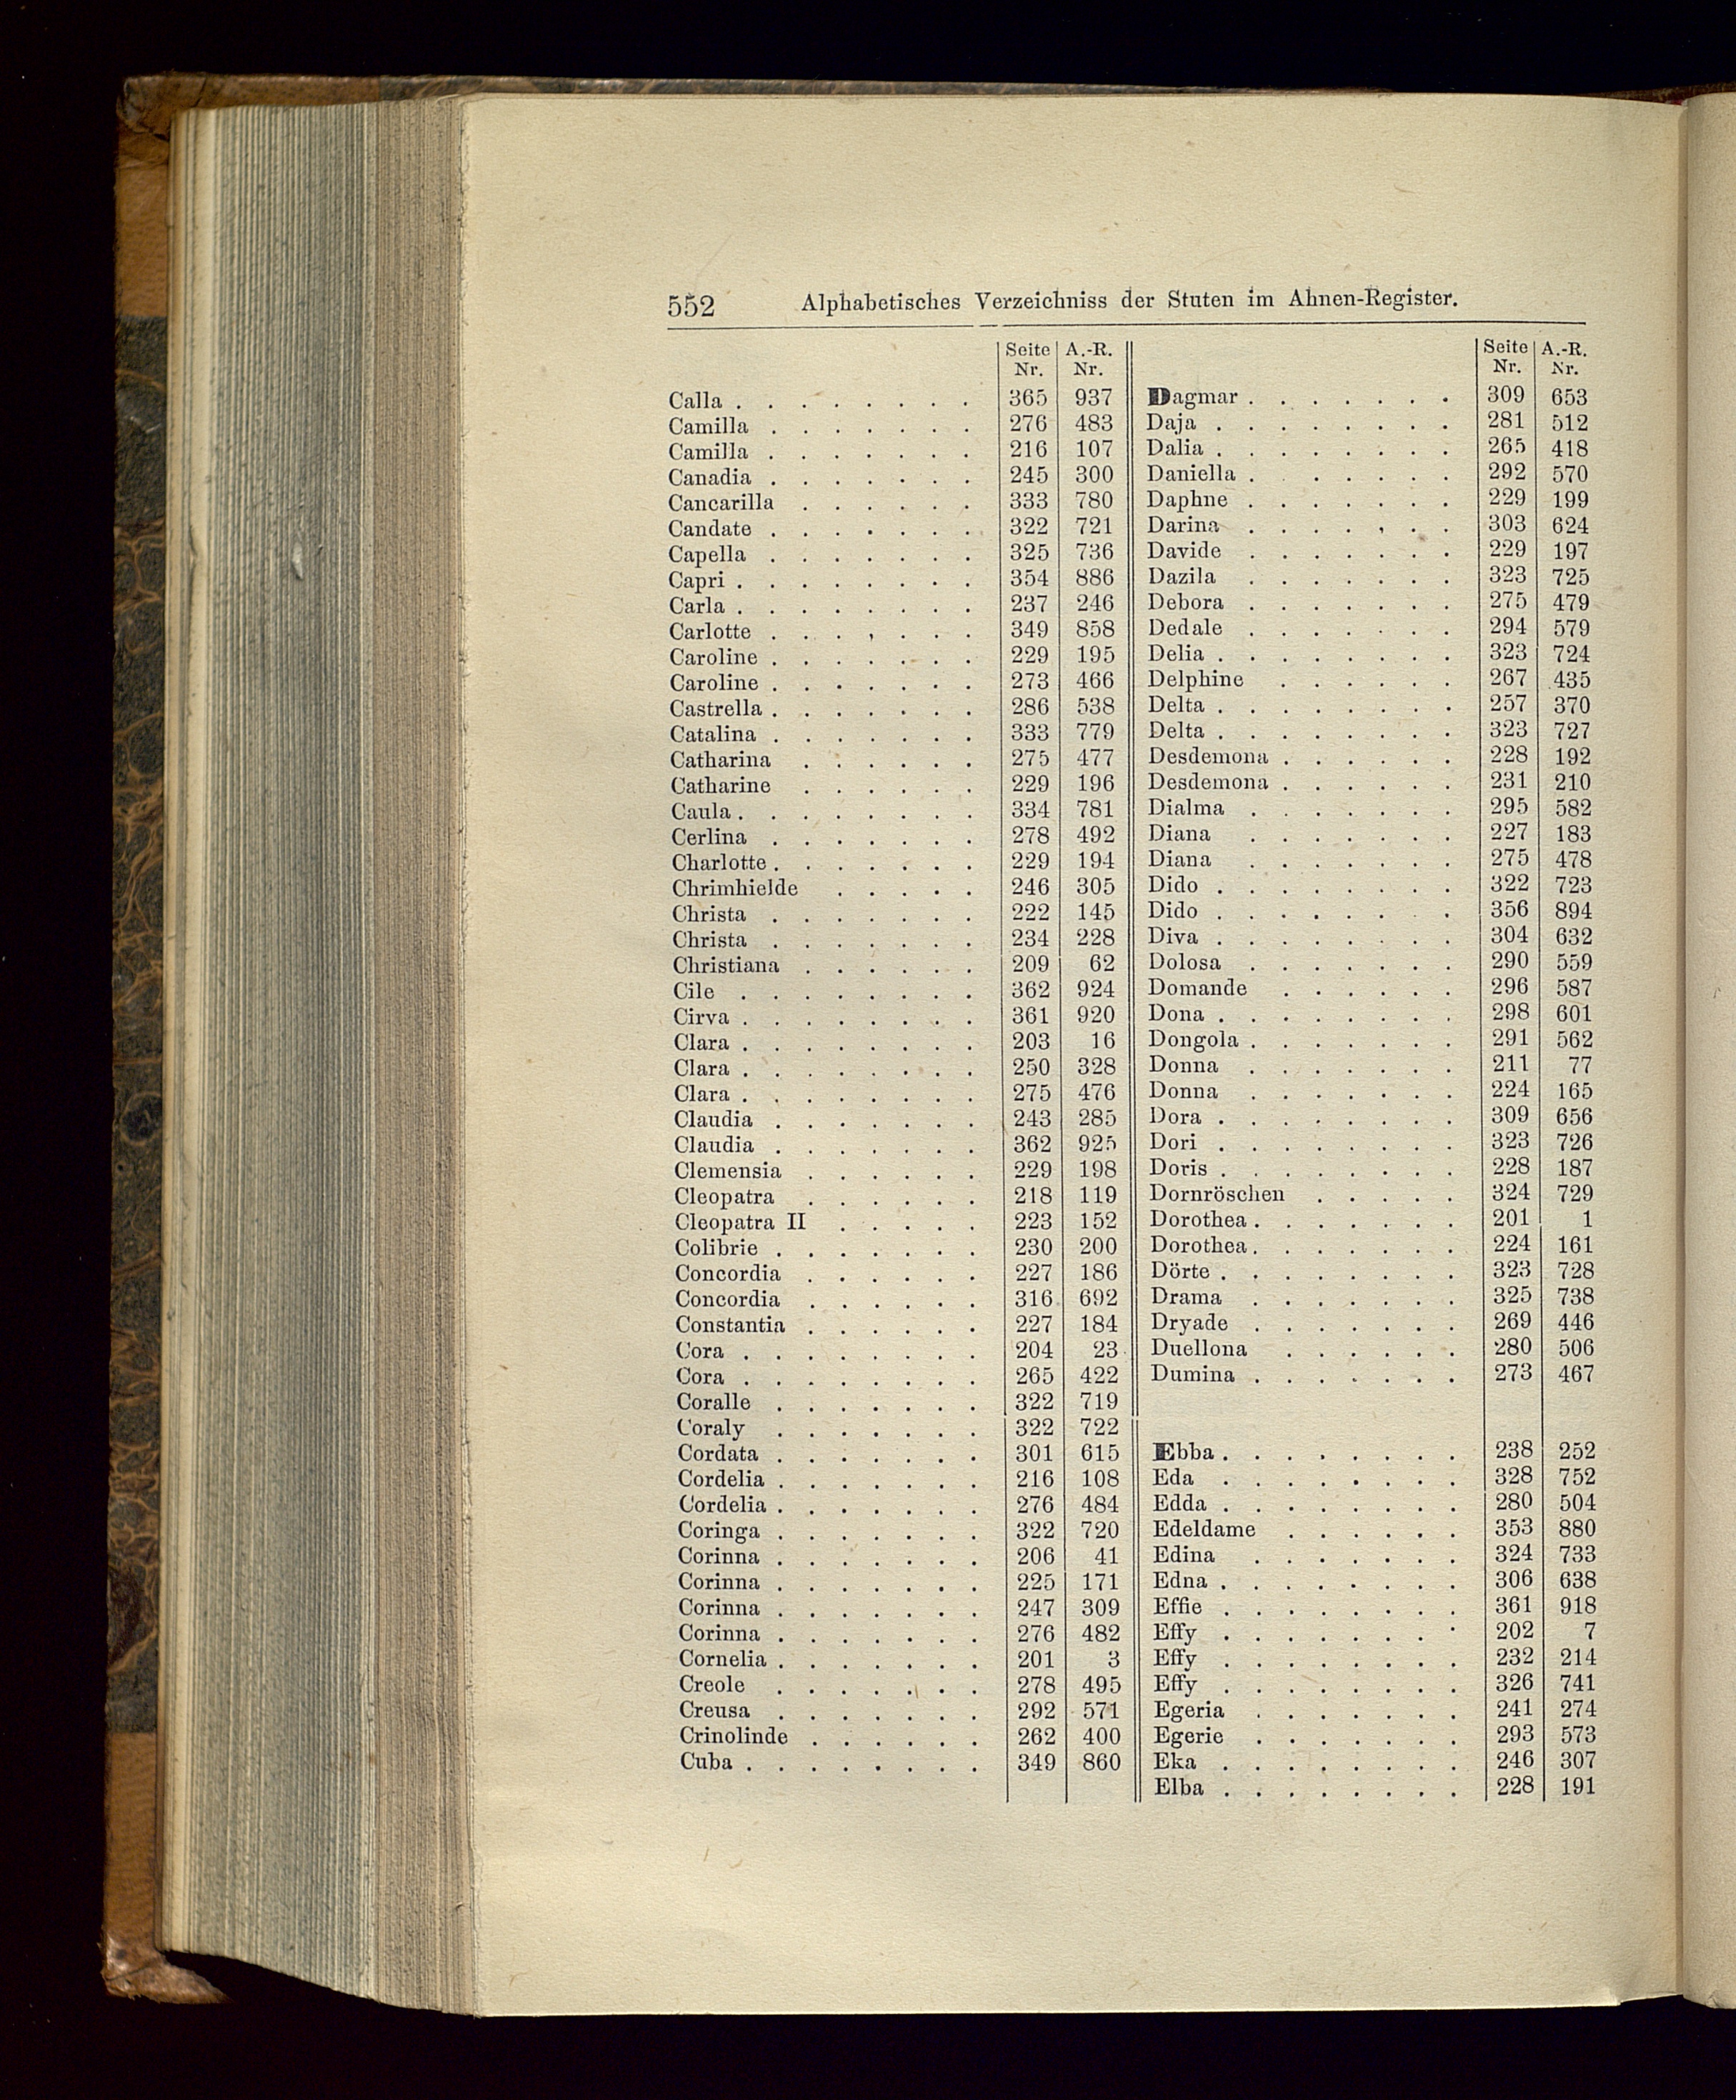 552 Alphabetisches Verzeichniss der Stuten im Ahnen-Register.
Seite Nr. A.-R. Nr.
Calla . . . . . . . . 365 937
Camilla . . . . . . . 276 483
Camilla . . . . . . . 216 107
Canadia . . . . . . . 245 300
Cancarilla . . . . . . 333 780
Candate . . . . . . . 322 721
Capella . . . . . . . 325 736
Capri . . . . . . . . 354 886
Carla . . . . . . . . 237 246
Carlotte . . . . . . . 349 858
Caroline . . . . . . . 229 195
Caroline . . . . . . . 273 466
Castrella . . . . . . . 286 538
Catalina . . . . . . . 333 779
Catharina . . . . . . 275 477
Catharine . . . . . . 229 196
Caula . . . . . . . . 334 781
Cerlina . . . . . . . 278 492
Charlotte . . . . . . . 229 194
Chrimhielde . . . . . 246 305
Christa . . . . . . . 222 145
Christa . . . . . . . 234 228
Christiana . . . . . . 209 62
Cile . . . . . . . . 362 924
Cirva . . . . . . . . 361 920
Clara . . . . . . . . 203 16
Clara . . . . . . . . 250 328
Clara . . . . . . . . 275 476
Claudia . . . . . . . 243 285
Claudia . . . . . . . 362 925
Clemensia . . . . . . 229 198
Cleopatra . . . . . . 218 119
Cleopatra II . . . . . 223 152
Colibrie . . . . . . . 230 200
Concordia . . . . . . 227 186
Concordia . . . . . . 316 692
Constantia . . . . . . 227 184
Cora . . . . . . . . 204 23
Cora . . . . . . . . 265 422
Coralle . . . . . . . 322 719
Coraly . . . . . . . 322 722
Cordata . . . . . . . 301 615
Cordelia . . . . . . . 216 108
Cordelia . . . . . . . 276 484
Coringa . . . . . . . 322 720
Corinna . . . . . . . 206 41
Corinna . . . . . . . 225 171
Corinna . . . . . . . 247 309
Corinna . . . . . . . 276 482
Cornelia . . . . . . . 201 3
Creole . . . . . . . 278 495
Creusa . . . . . . . 292 571
Crinolinde . . . . . . 262 400
Cuba . . . . . . . . 349 860
Seite Nr. A.-R. Nr.
Dagmar . . . . . . . 309 653
Daja . . . . . . . . 281 512
Dalia . . . . . . . . 265 418
Daniella . . . . . . . 292 570
Daphne . . . . . . . 229 199
Darina . . . . . . . 303 624
Davide . . . . . . . 229 197
Dazila . . . . . . . 323 725
Debora . . . . . . . 275 479
Dedale . . . . . . . 294 579
Delia . . . . . . . . 323 724
Delphine . . . . . . 267 435
Delta . . . . . . . . 257 370
Delta . . . . . . . . 323 727
Desdemona . . . . . . 228 192
Desdemona . . . . . . 231 210
Dialma . . . . . . . 295 582
Diana . . . . . . . 227 183
Diana . . . . . . . 275 478
Dido . . . . . . . . 322 723
Dido . . . . . . . . 356 894
Diva . . . . . . . . 304 632
Dolosa . . . . . . . 290 559
Domande . . . . . . 296 587
Dona . . . . . . . . 298 601
Dongola . . . . . . . 291 562
Donna . . . . . . . 211 77
Donna . . . . . . . 224 165
Dora . . . . . . . . 309 656
Dori . . . . . . . . 323 726
Doris . . . . . . . . 228 187
Dornröschen . . . . . 324 729
Dorothea . . . . . . . 201 1
Dorothea . . . . . . . 224 161
Dörte . . . . . . . . 323 728
Drama . . . . . . . 325 738
Dryade . . . . . . . 269 446
Duellona . . . . . . 280 506
Dumina . . . . . . . 273 467
Ebba . . . . . . . . 238 252
Eda . . . . . . . . 328 752
Edda . . . . . . . . 280 504
Edeldame . . . . . . 353 880
Edina . . . . . . . 324 733
Edna . . . . . . . . 306 638
Effie . . . . . . . . 361 918
Effy . . . . . . . . 202 7
Effy . . . . . . . . 232 214
Effy . . . . . . . . 326 741
Egeria . . . . . . . 241 274
Egerie . . . . . . . 293 573
Eka . . . . . . . . 246 307
Elba . . . . . . . . 228 191